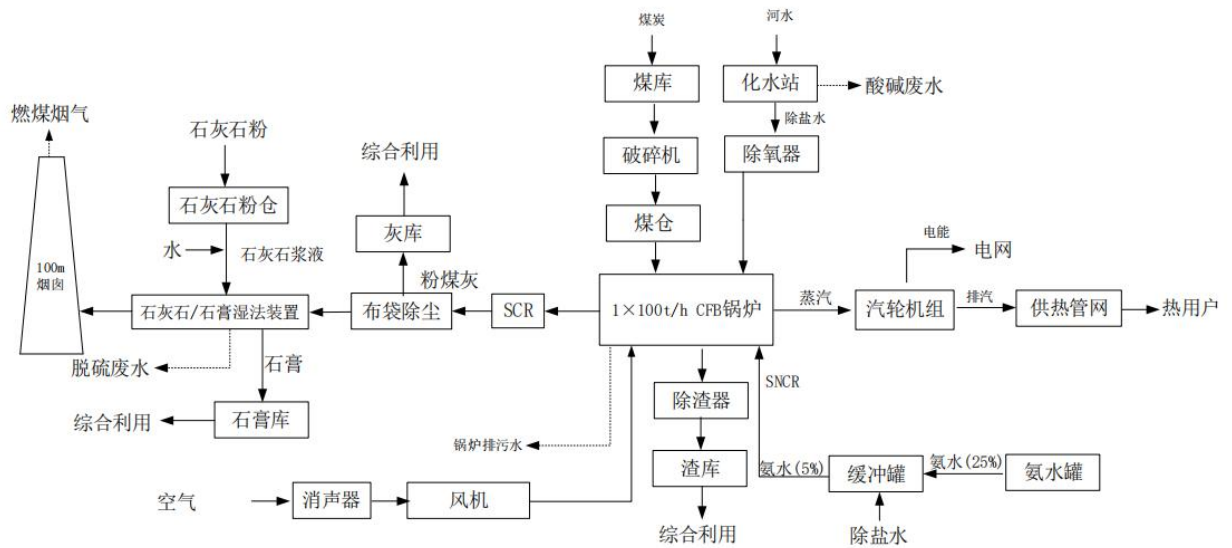 煤炭
河水
煤库
化水站
酸碱废水
燃煤烟气
石灰石粉
除盐水
综合利用
破碎机
除氧器
石灰石粉仓
灰库
煤仓
电能
电网
水
石灰石浆液
100m
烟囱
粉煤灰
石灰石/石膏湿法装置
布袋除尘
SCR
1×100t/h CFB锅炉
蒸汽
汽轮机组
排汽
供热管网
热用户
脱硫废水
石膏
SNCR
除渣器
综合利用
石膏库
锅炉排污水
渣库
氨水(5%)
缓冲罐
氨水(25%)
氨水罐
空气
消声器
风机
综合利用
除盐水